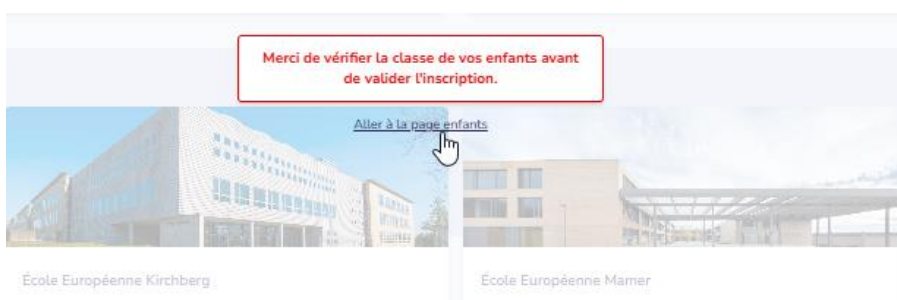 Merci de vérifier la classe de vos enfants avant
de valider l'inscription.
Aller à la page enfants
École Européenne Kirchberg
École Européenne Mamer